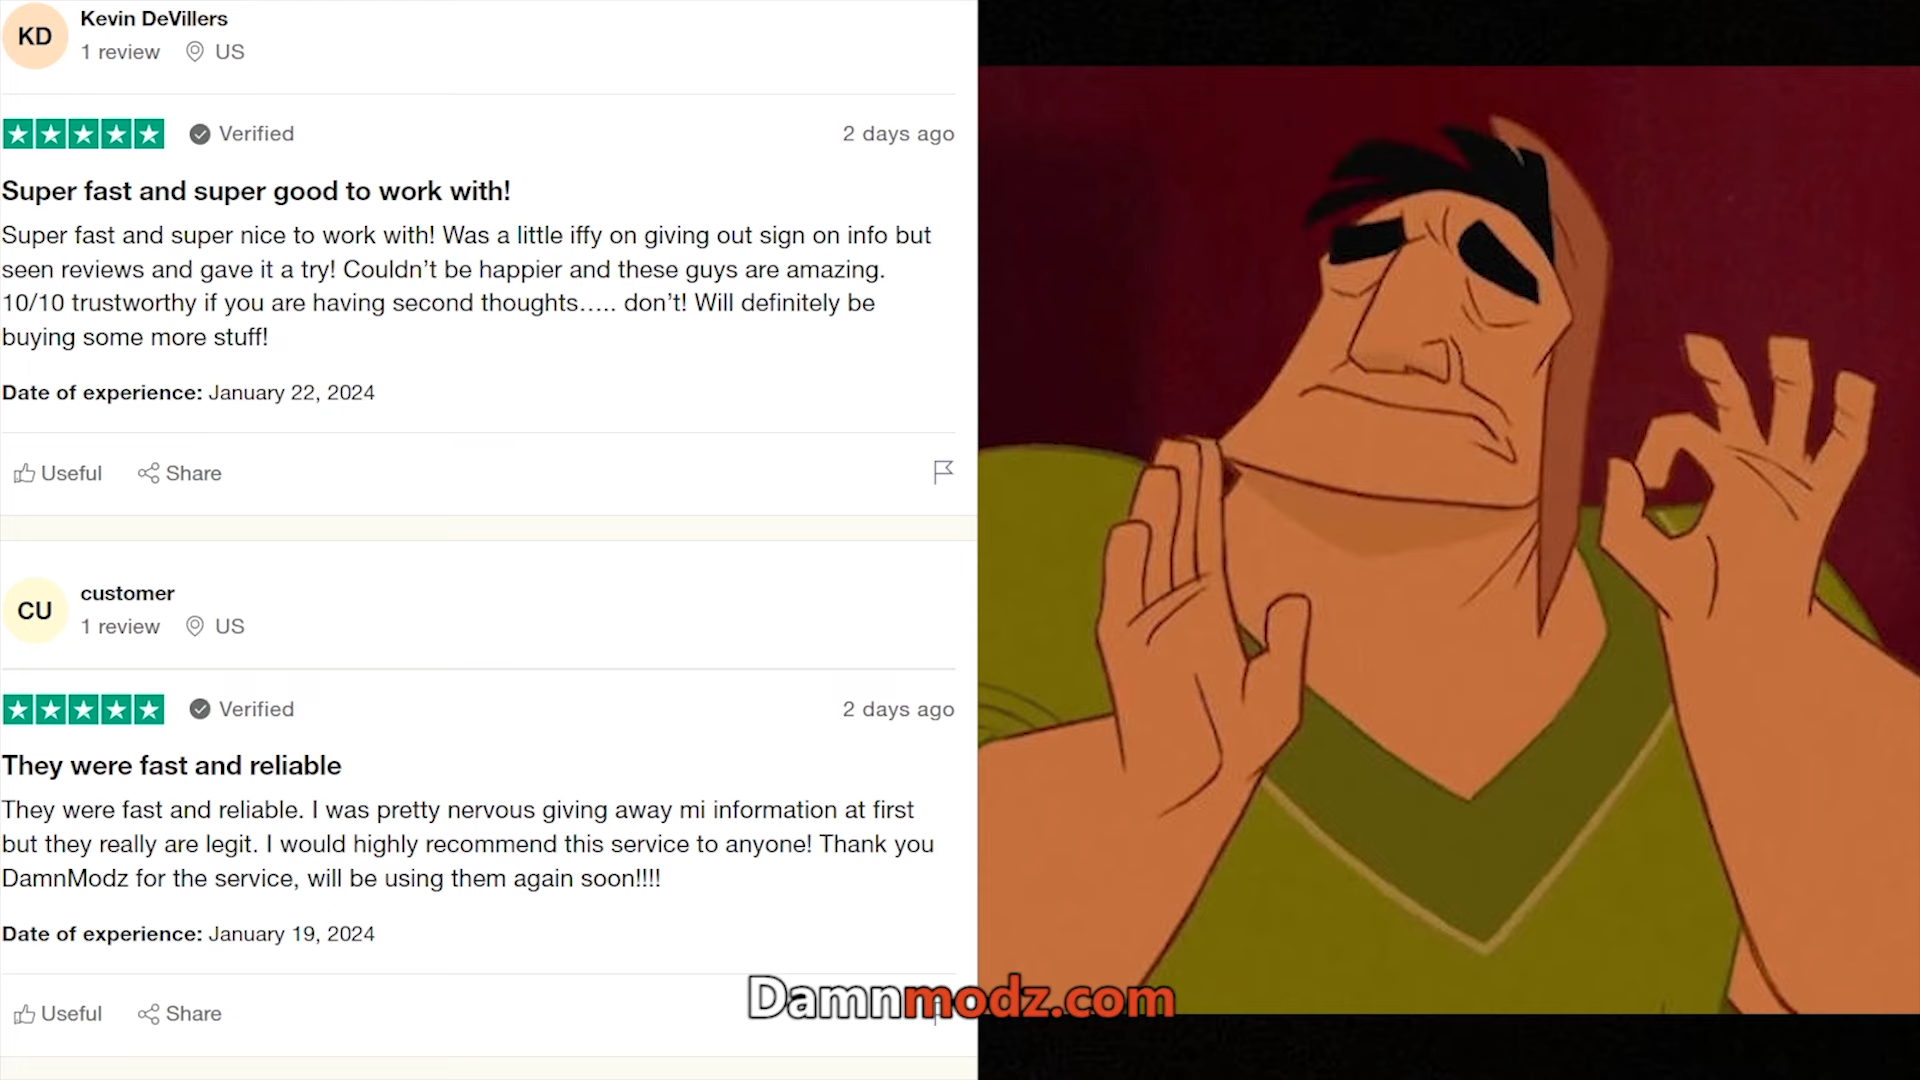 KD
Kevin DeVillers
1 review US
Verified
2 days ago
Super fast and super good to work with!
Super fast and super nice to work with! Was a little iffy on giving out sign on info but
seen reviews and gave it a try! Couldn't be happier and these guys are amazing.
10/10 trustworthy if you are having second thoughts….. don't! Will definitely be
buying some more stuff!
Date of experience: January 22, 2024
Useful Share
CU
customer
1 review US
Verified
2 days ago
They were fast and reliable
They were fast and reliable. I was pretty nervous giving away mi information at first
but they really are legit. I would highly recommend this service to anyone! Thank you
DamnModz for the service, will be using them again soon!!!!
Date of experience: January 19, 2024
Useful Share
Damnmodz.com